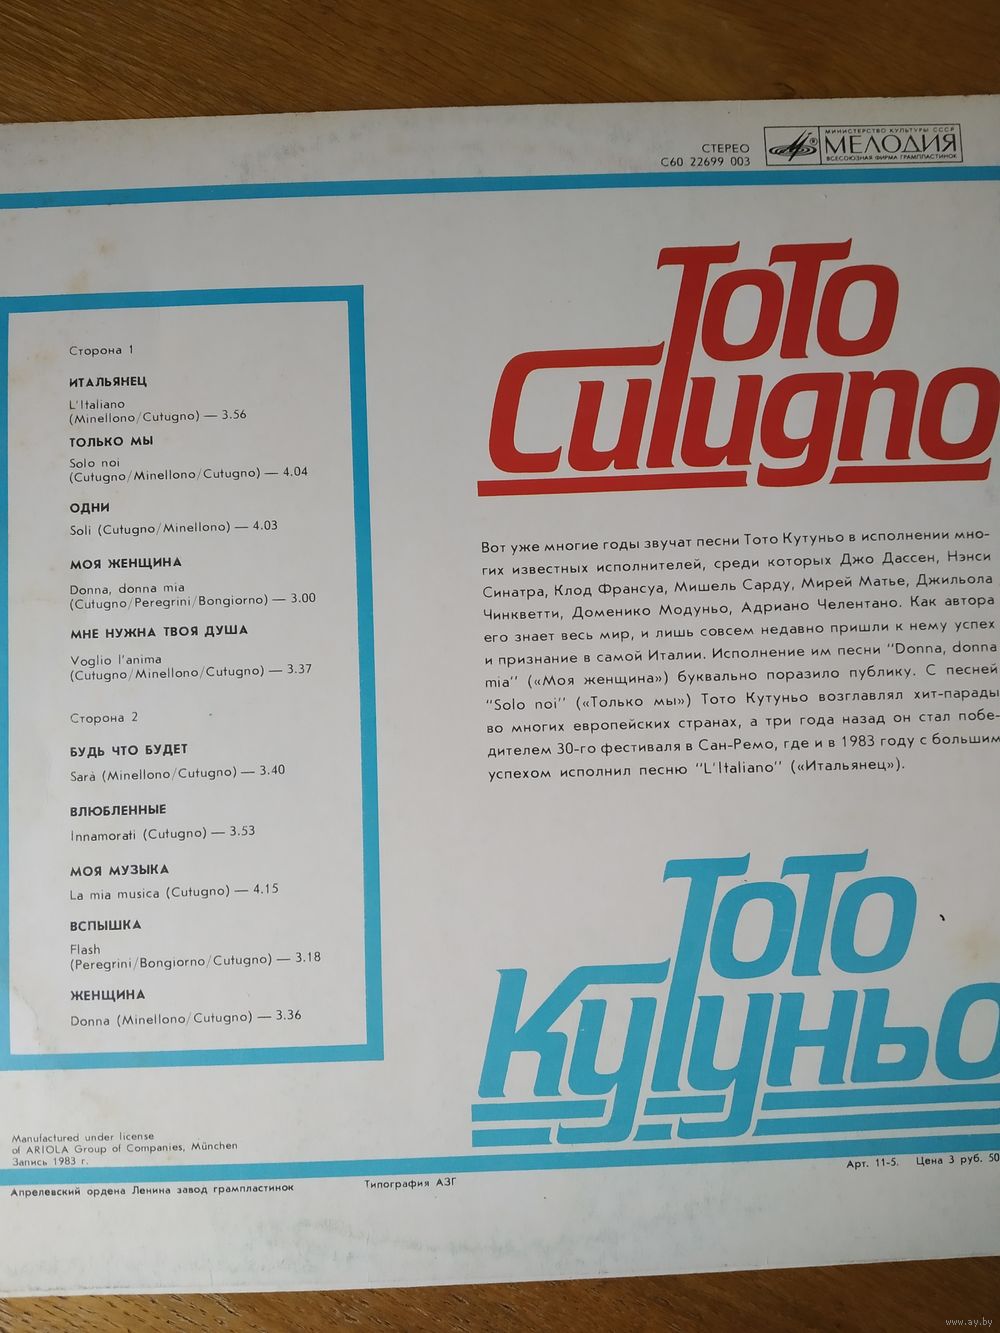 СТЕРЕО
С60 22699 003
МИНИСТЕРСТВО КУЛЬТУРЫ СССР
МЕЛОДИЯ
ВСЕСОЮЗНАЯ ФИРМА ГРАМПЛАСТИНОК
ToTo
Cutugno
Сторона 1
ИТАЛЬЯНЕЦ
L'Italiano
(Minellono/Cutugno) — 3.56
ТОЛЬКО МЫ
Solo noi
(Cutugno/Minellono/Cutugno) — 4.04
ОДНИ
Soli (Cutugno/Minellono) — 4.03
МОЯ ЖЕНЩИНА
Donna, donna mia
(Cutugno/Peregrini/Bongiorno) — 3.00
МНЕ НУЖНА ТВОЯ ДУША
Voglio l'anima
(Cutugno/Minellono/Cutugno) — 3.37
Сторона 2
БУДЬ ЧТО БУДЕТ
Sarà (Minellono/Cutugno) — 3.40
ВЛЮБЛЕННЫЕ
Innamorati (Cutugno) — 3.53
МОЯ МУЗЫКА
La mia musica (Cutugno) — 4.15
ВСПЫШКА
Flash
(Peregrini/Bongiorno/Cutugno) — 3.18
ЖЕНЩИНА
Donna (Minellono/Cutugno) — 3.36
Вот уже многие годы звучат песни Тото Кутуньо в исполнении мно-
гих известных исполнителей, среди которых Джо Дассен, Нэнси
Синатра, Клод Франсуа, Мишель Сарду, Мирей Матье, Джильола
Чинкветти, Доменико Модуньо, Адриано Челентано. Как автора
его знает весь мир, и лишь совсем недавно пришли к нему успех
и признание в самой Италии. Исполнение им песни "Donna, donna
mia" («Моя женщина») буквально поразило публику. С песней
"Solo noi" («Только мы») Тото Кутуньо возглавлял хит-парады
во многих европейских странах, а три года назад он стал побе-
дителем 30-го фестиваля в Сан-Ремо, где и в 1983 году с большим
успехом исполнил песню "L'Italiano" («Итальянец»).
ТоТо
Кутуньо
Manufactured under license
of ARIOLA Group of Companies, München
Запись 1983 г.
Апрелевский ордена Ленина завод грампластинок
Типография АЗГ
Арт. 11-5. Цена 3 руб. 50
www.ay.by